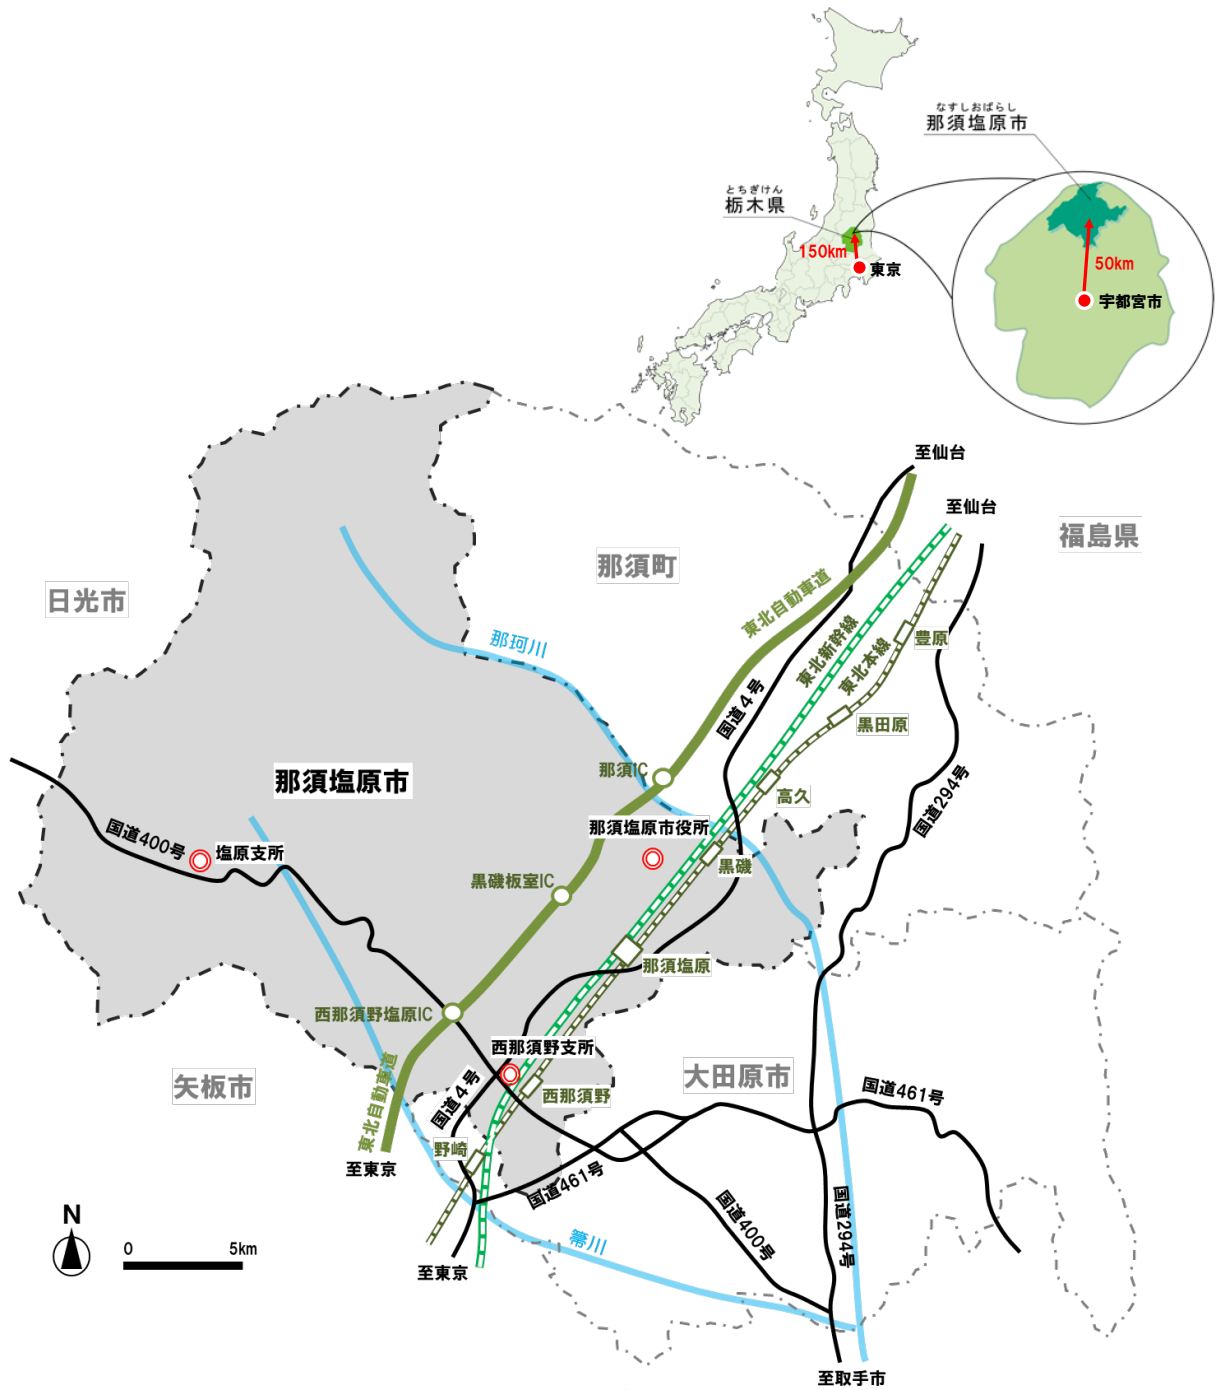 なすしおばらし
那須塩原市
とちぎけん
栃木県
150km
東京
50km
宇都宮市
至仙台
至仙台
福島県
那須町
日光市
東北自動車道
東北新幹線
東北本線
豊原
那珂川
国道4号
黒田原
那須IC
那須塩原市
高久
国道294号
国道400号
塩原支所
那須塩原市役所
黒磯
黒磯板室IC
那須塩原
西那須野塩原IC
西那須野支所
矢板市
大田原市
東北自動車道
国道4号
西那須野
国道461号
野崎
至東京
国道461号
国道400号
国道294号
N
0 5km
箒川
至東京
至取手市